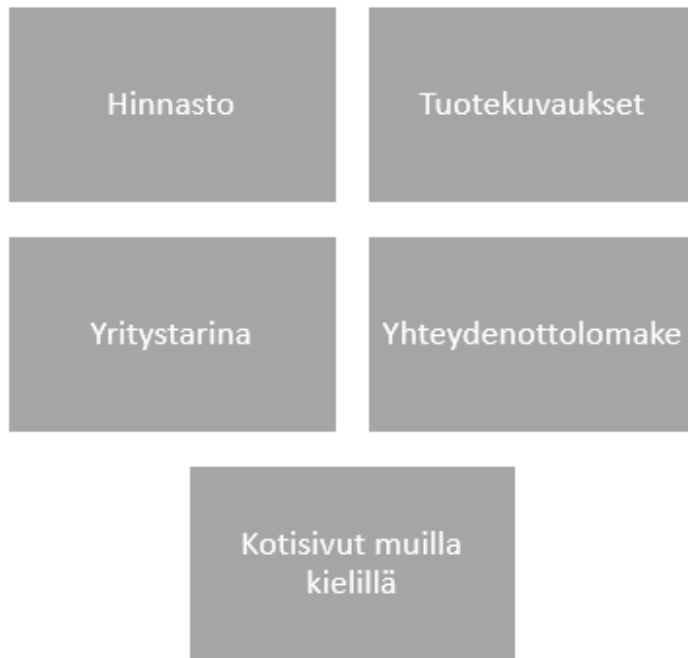 Hinnasto
Tuotekuvaukset
Yritystarina
Yhteydenottolomake
Kotisivut muilla
kielillä